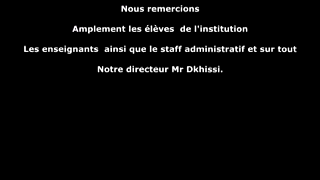 Nous remercions
Amplement les élèves de l'institution
Les enseignants ainsi que le staff administratif et sur tout
Notre directeur Mr Dkhissi.